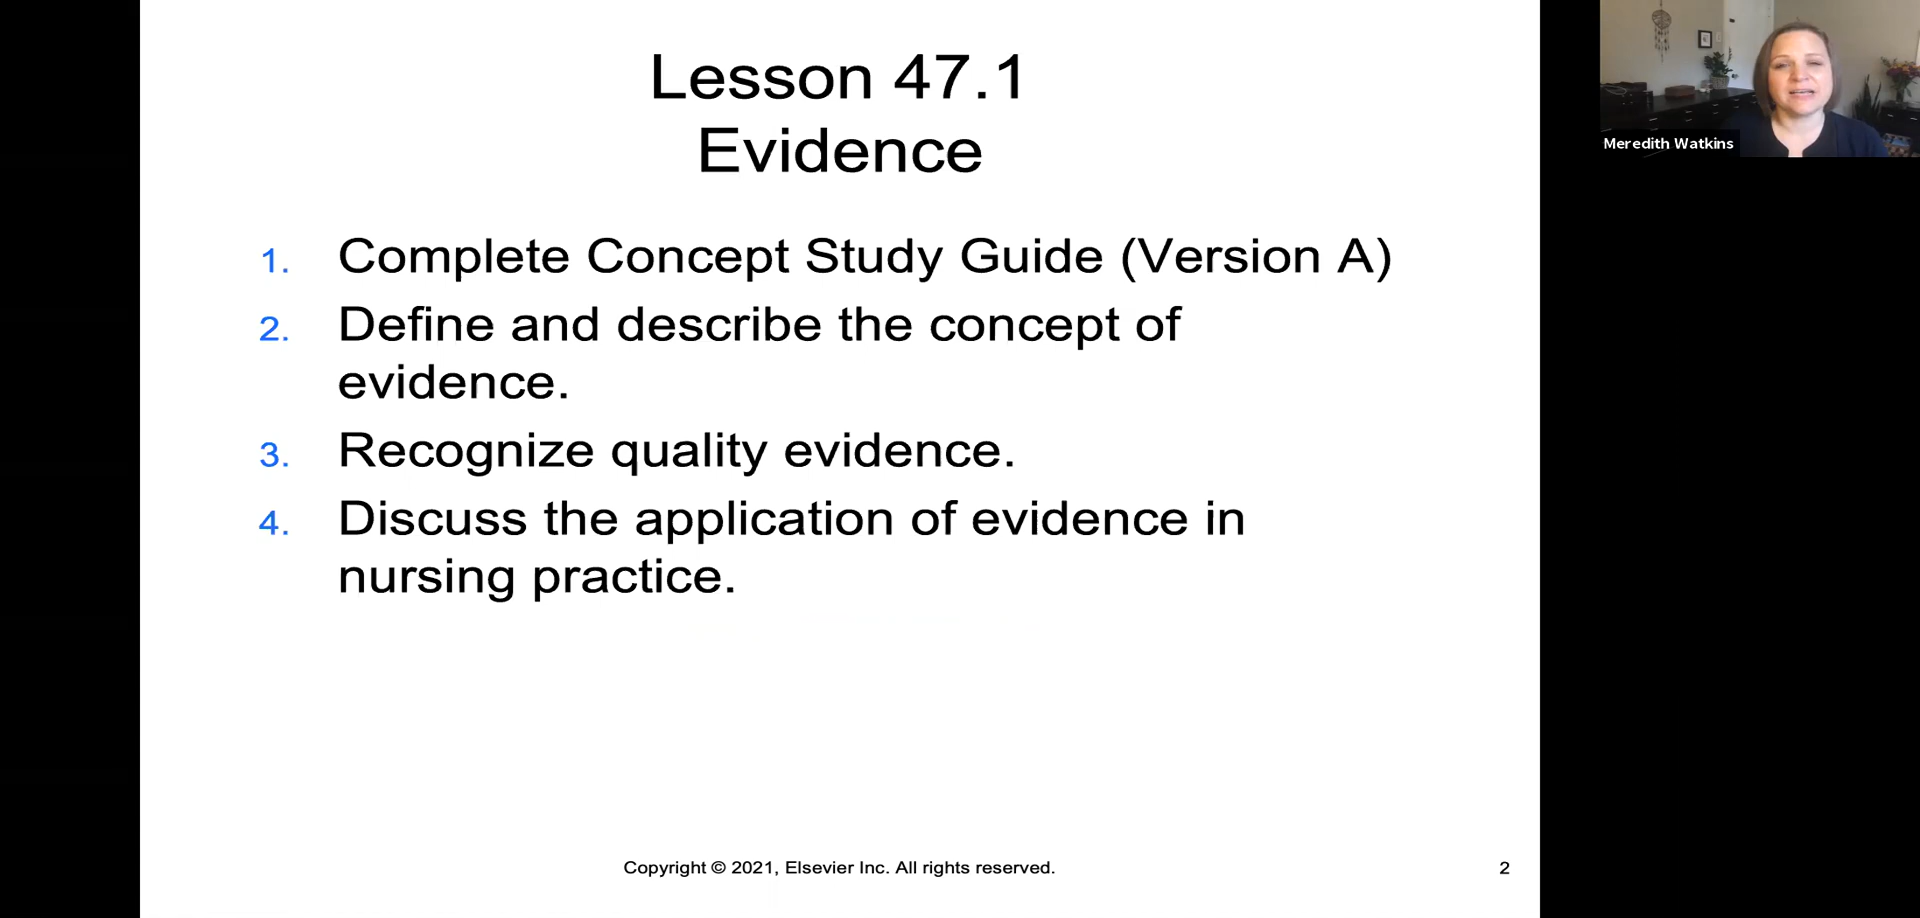 Lesson 47.1
Evidence
1. Complete Concept Study Guide (Version A)
2. Define and describe the concept of
evidence.
3. Recognize quality evidence.
4. Discuss the application of evidence in
nursing practice.
Copyright © 2021, Elsevier Inc. All rights reserved.
2
Meredith Watkins